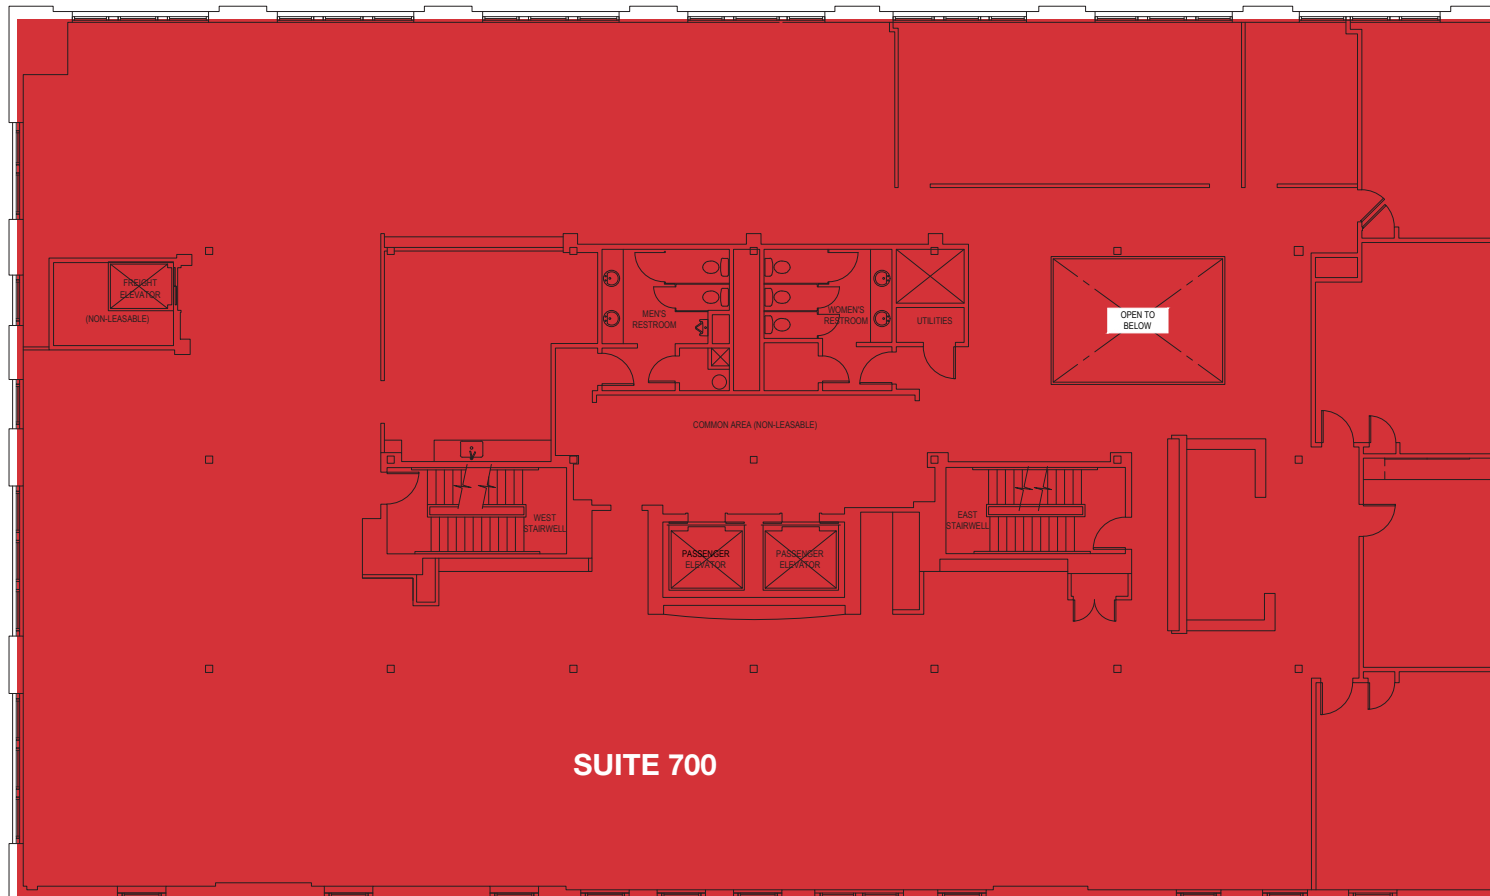 FREIGHT
ELEVATOR
(NON-LEASABLE)
MEN'S
RESTROOM
WOMEN'S
RESTROOM
UTILITIES
OPEN TO
BELOW
COMMON AREA (NON-LEASABLE)
WEST
STAIRWELL
EAST
STAIRWELL
PASSENGER
ELEVATOR
PASSENGER
ELEVATOR
SUITE 700